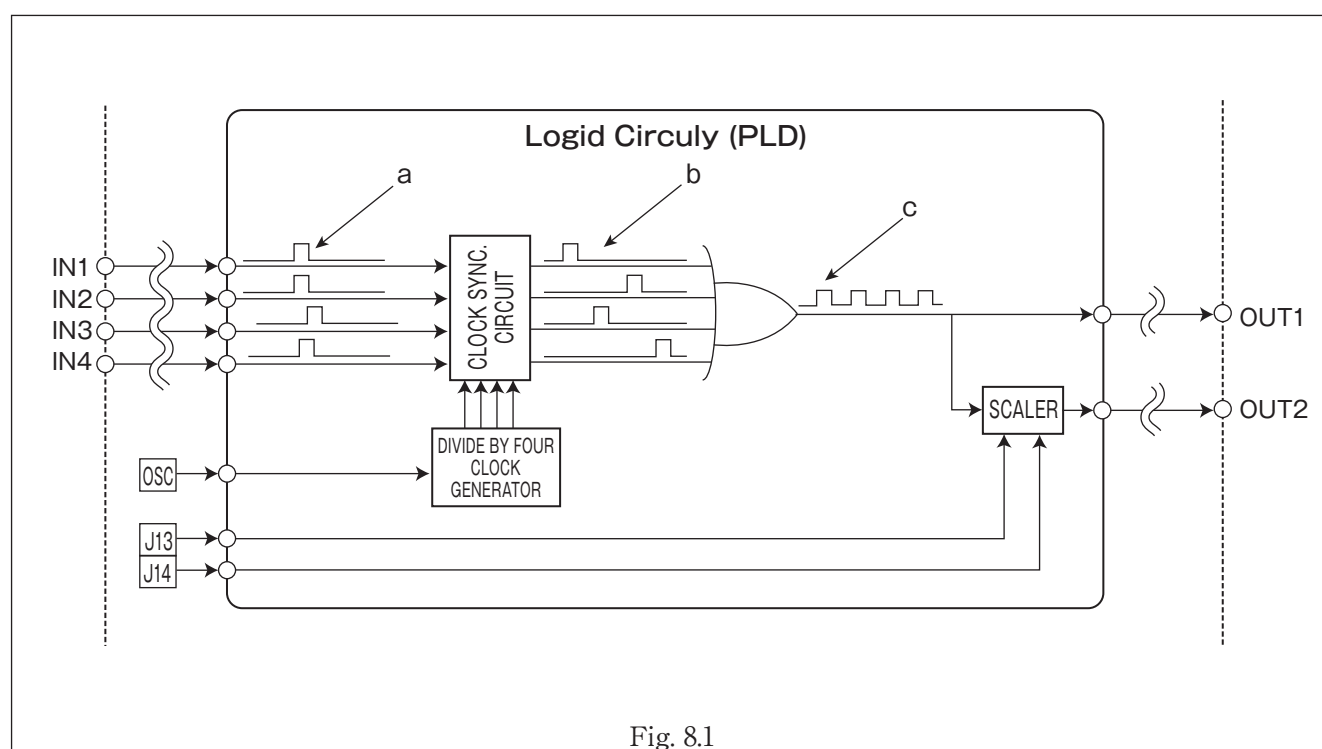 Logid Circuly (PLD)
a
b
c
IN1
IN2
IN3
IN4
CLOCK SYNC.
CIRCUIT
OUT1
SCALER
OUT2
DIVIDE BY FOUR
CLOCK
GENERATOR
OSC
J13
J14
Fig. 8.1